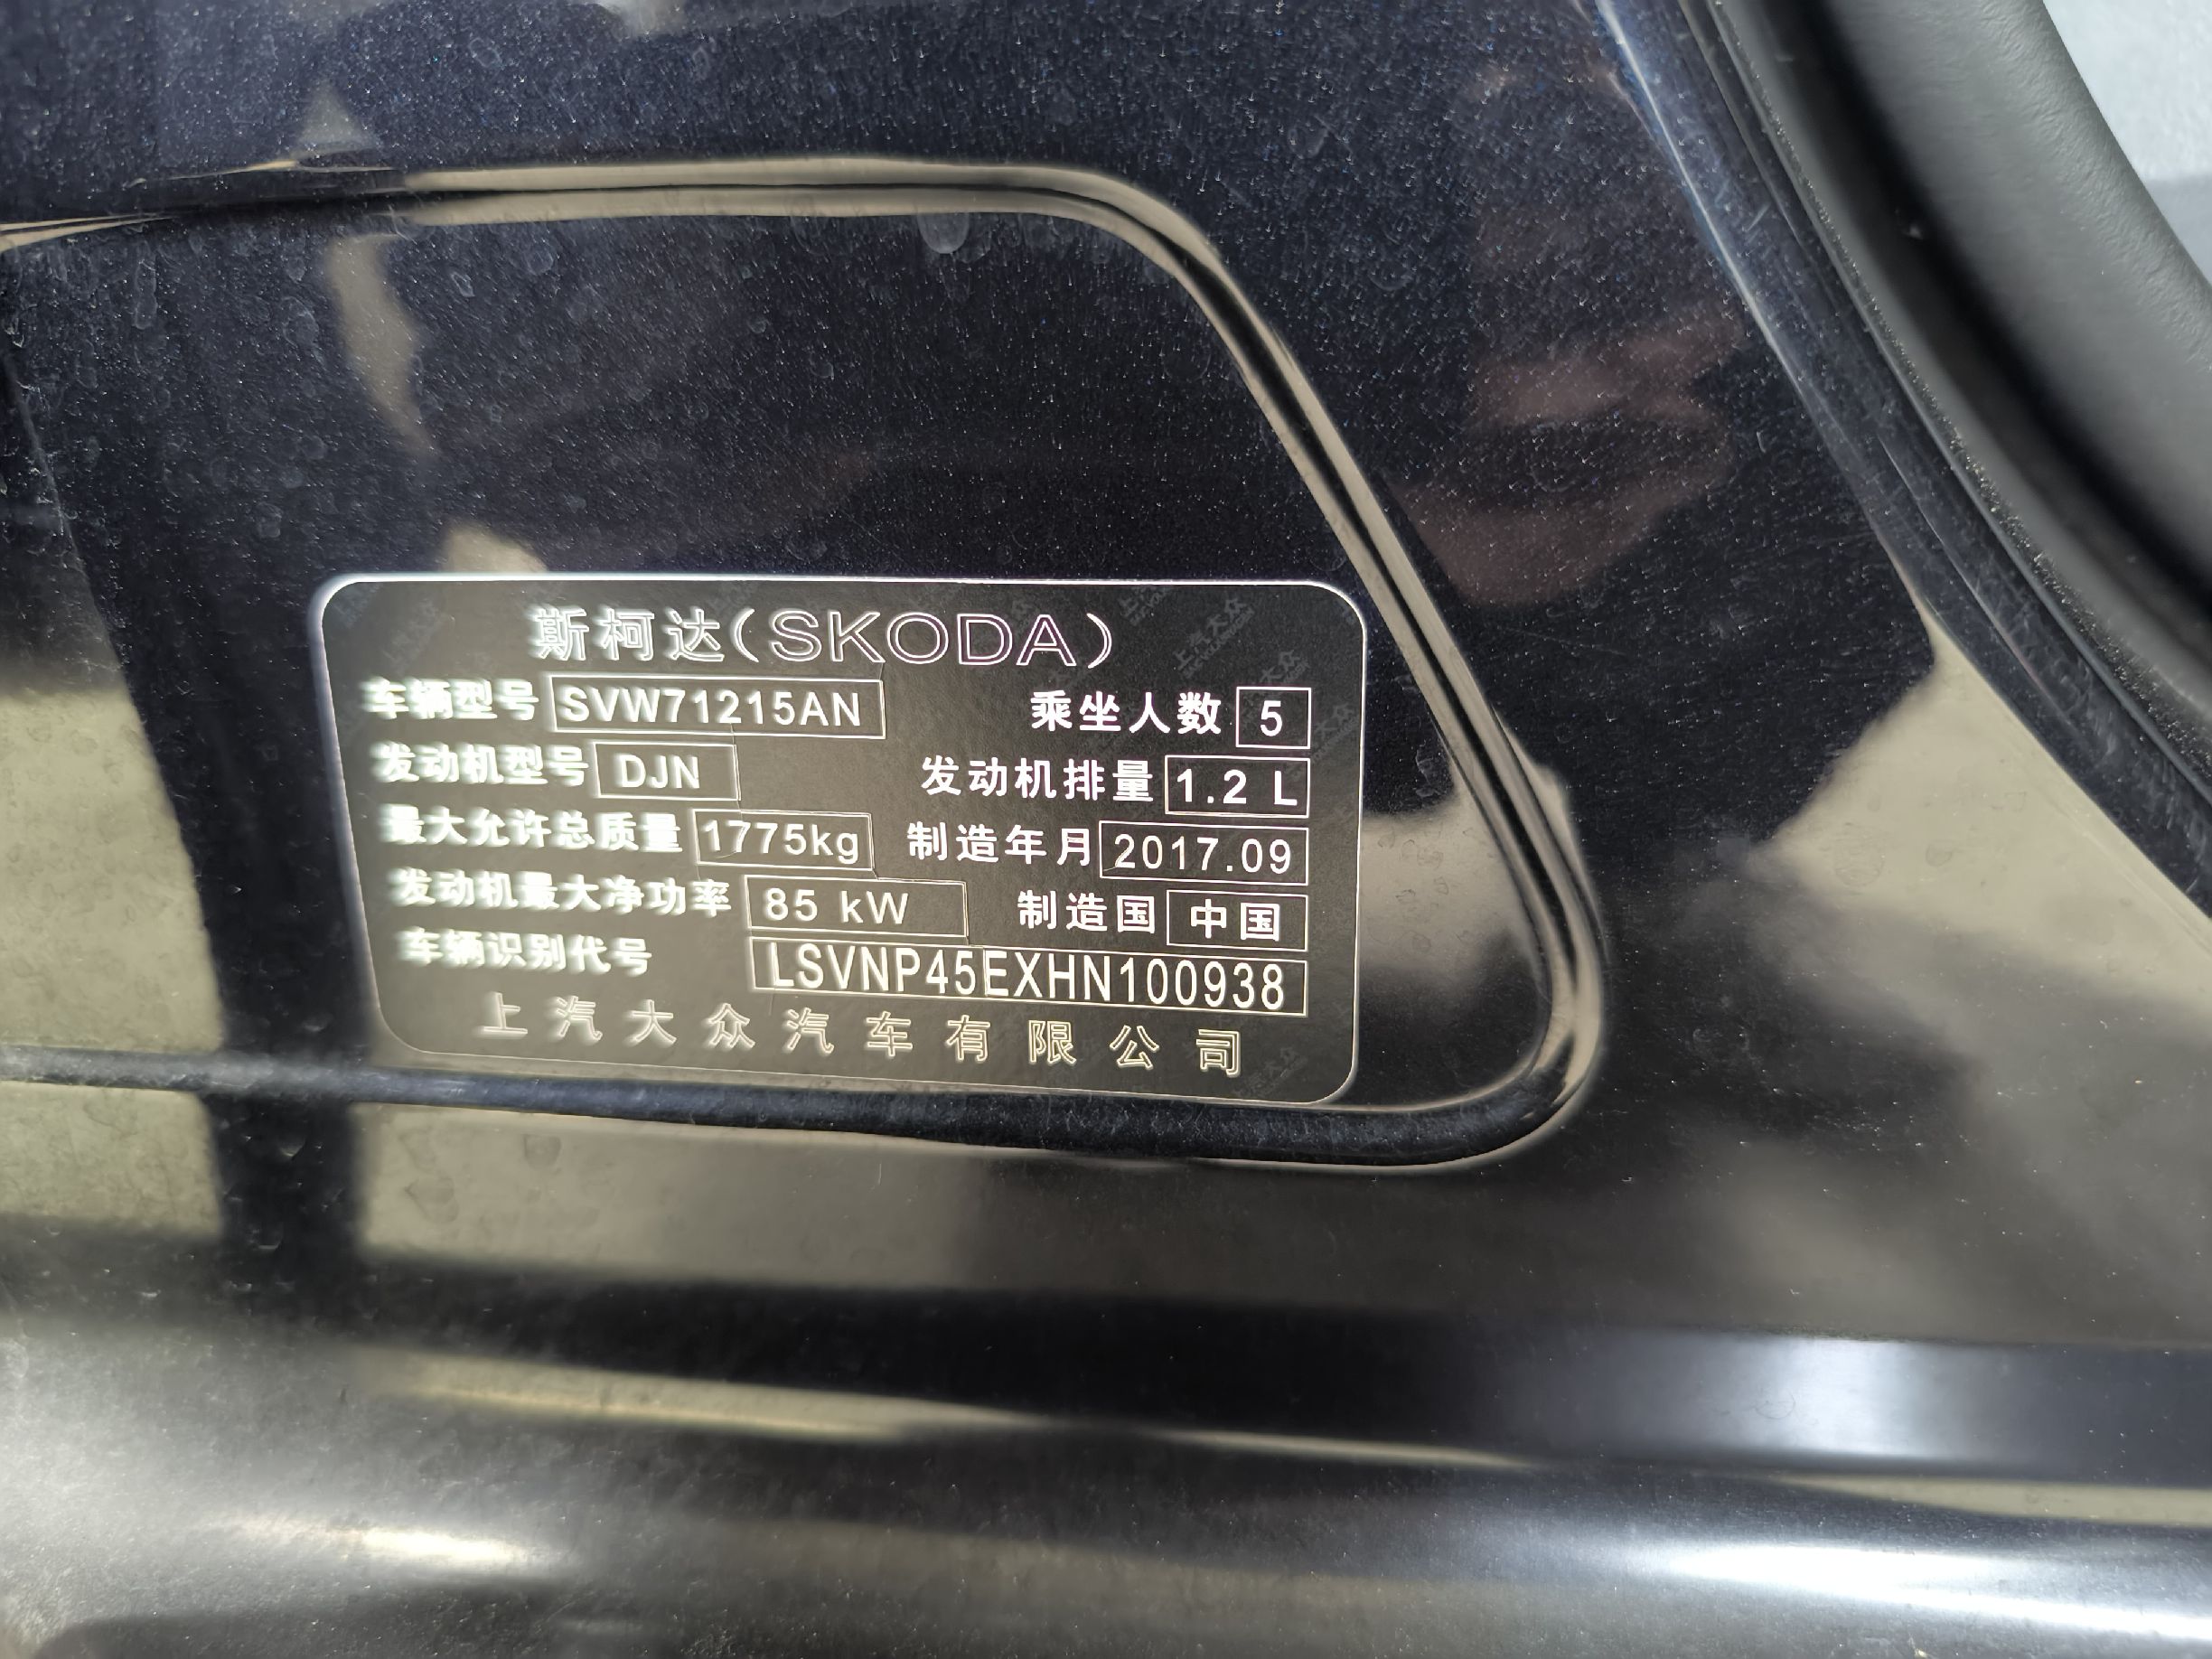 斯柯达(SKODA)
车辆型号 SVW71215AN 乘坐人数 5
发动机型号 DJN 发动机排量 1.2 L
最大允许总质量 1775kg 制造年月 2017.09
发动机最大净功率 85 kW 制造国 中国
车辆识别代号 LSVNP45EXHN100938
上汽大众汽车有限公司